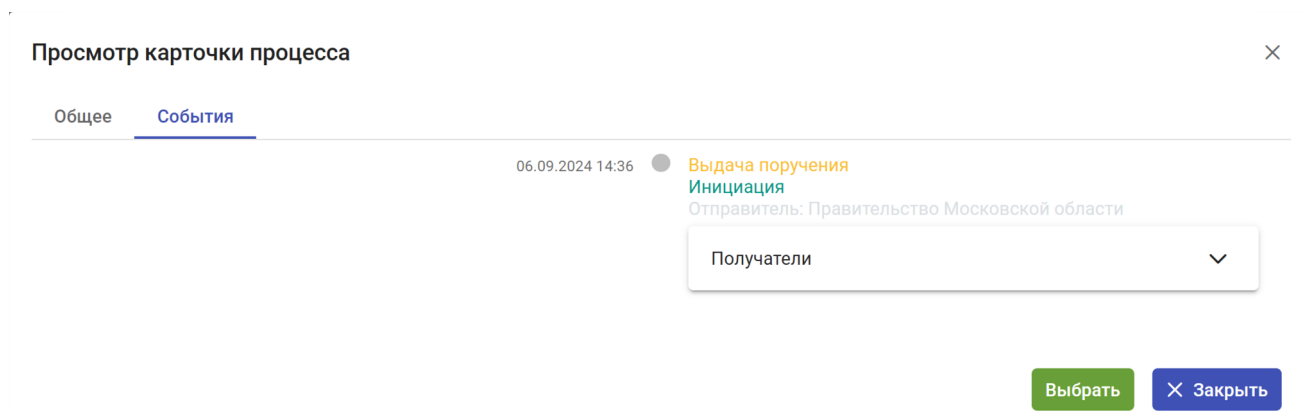 Просмотр карточки процесса
Общее События
06.09.2024 14:36 Выдача поручения
Инициация
Отправитель: Правительство Московской области
Получатели
Выбрать Закрыть